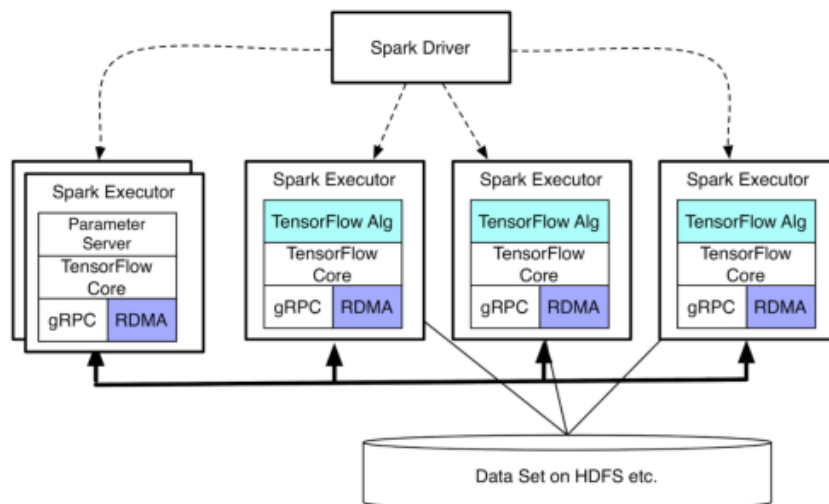 Spark Driver
Spark Executor
Parameter
Server
TensorFlow
Core
gRPC RDMA
Spark Executor
TensorFlow Alg
TensorFlow
Core
gRPC RDMA
Spark Executor
TensorFlow Alg
TensorFlow
Core
gRPC RDMA
Spark Executor
TensorFlow Alg
TensorFlow
Core
gRPC RDMA
Data Set on HDFS etc.